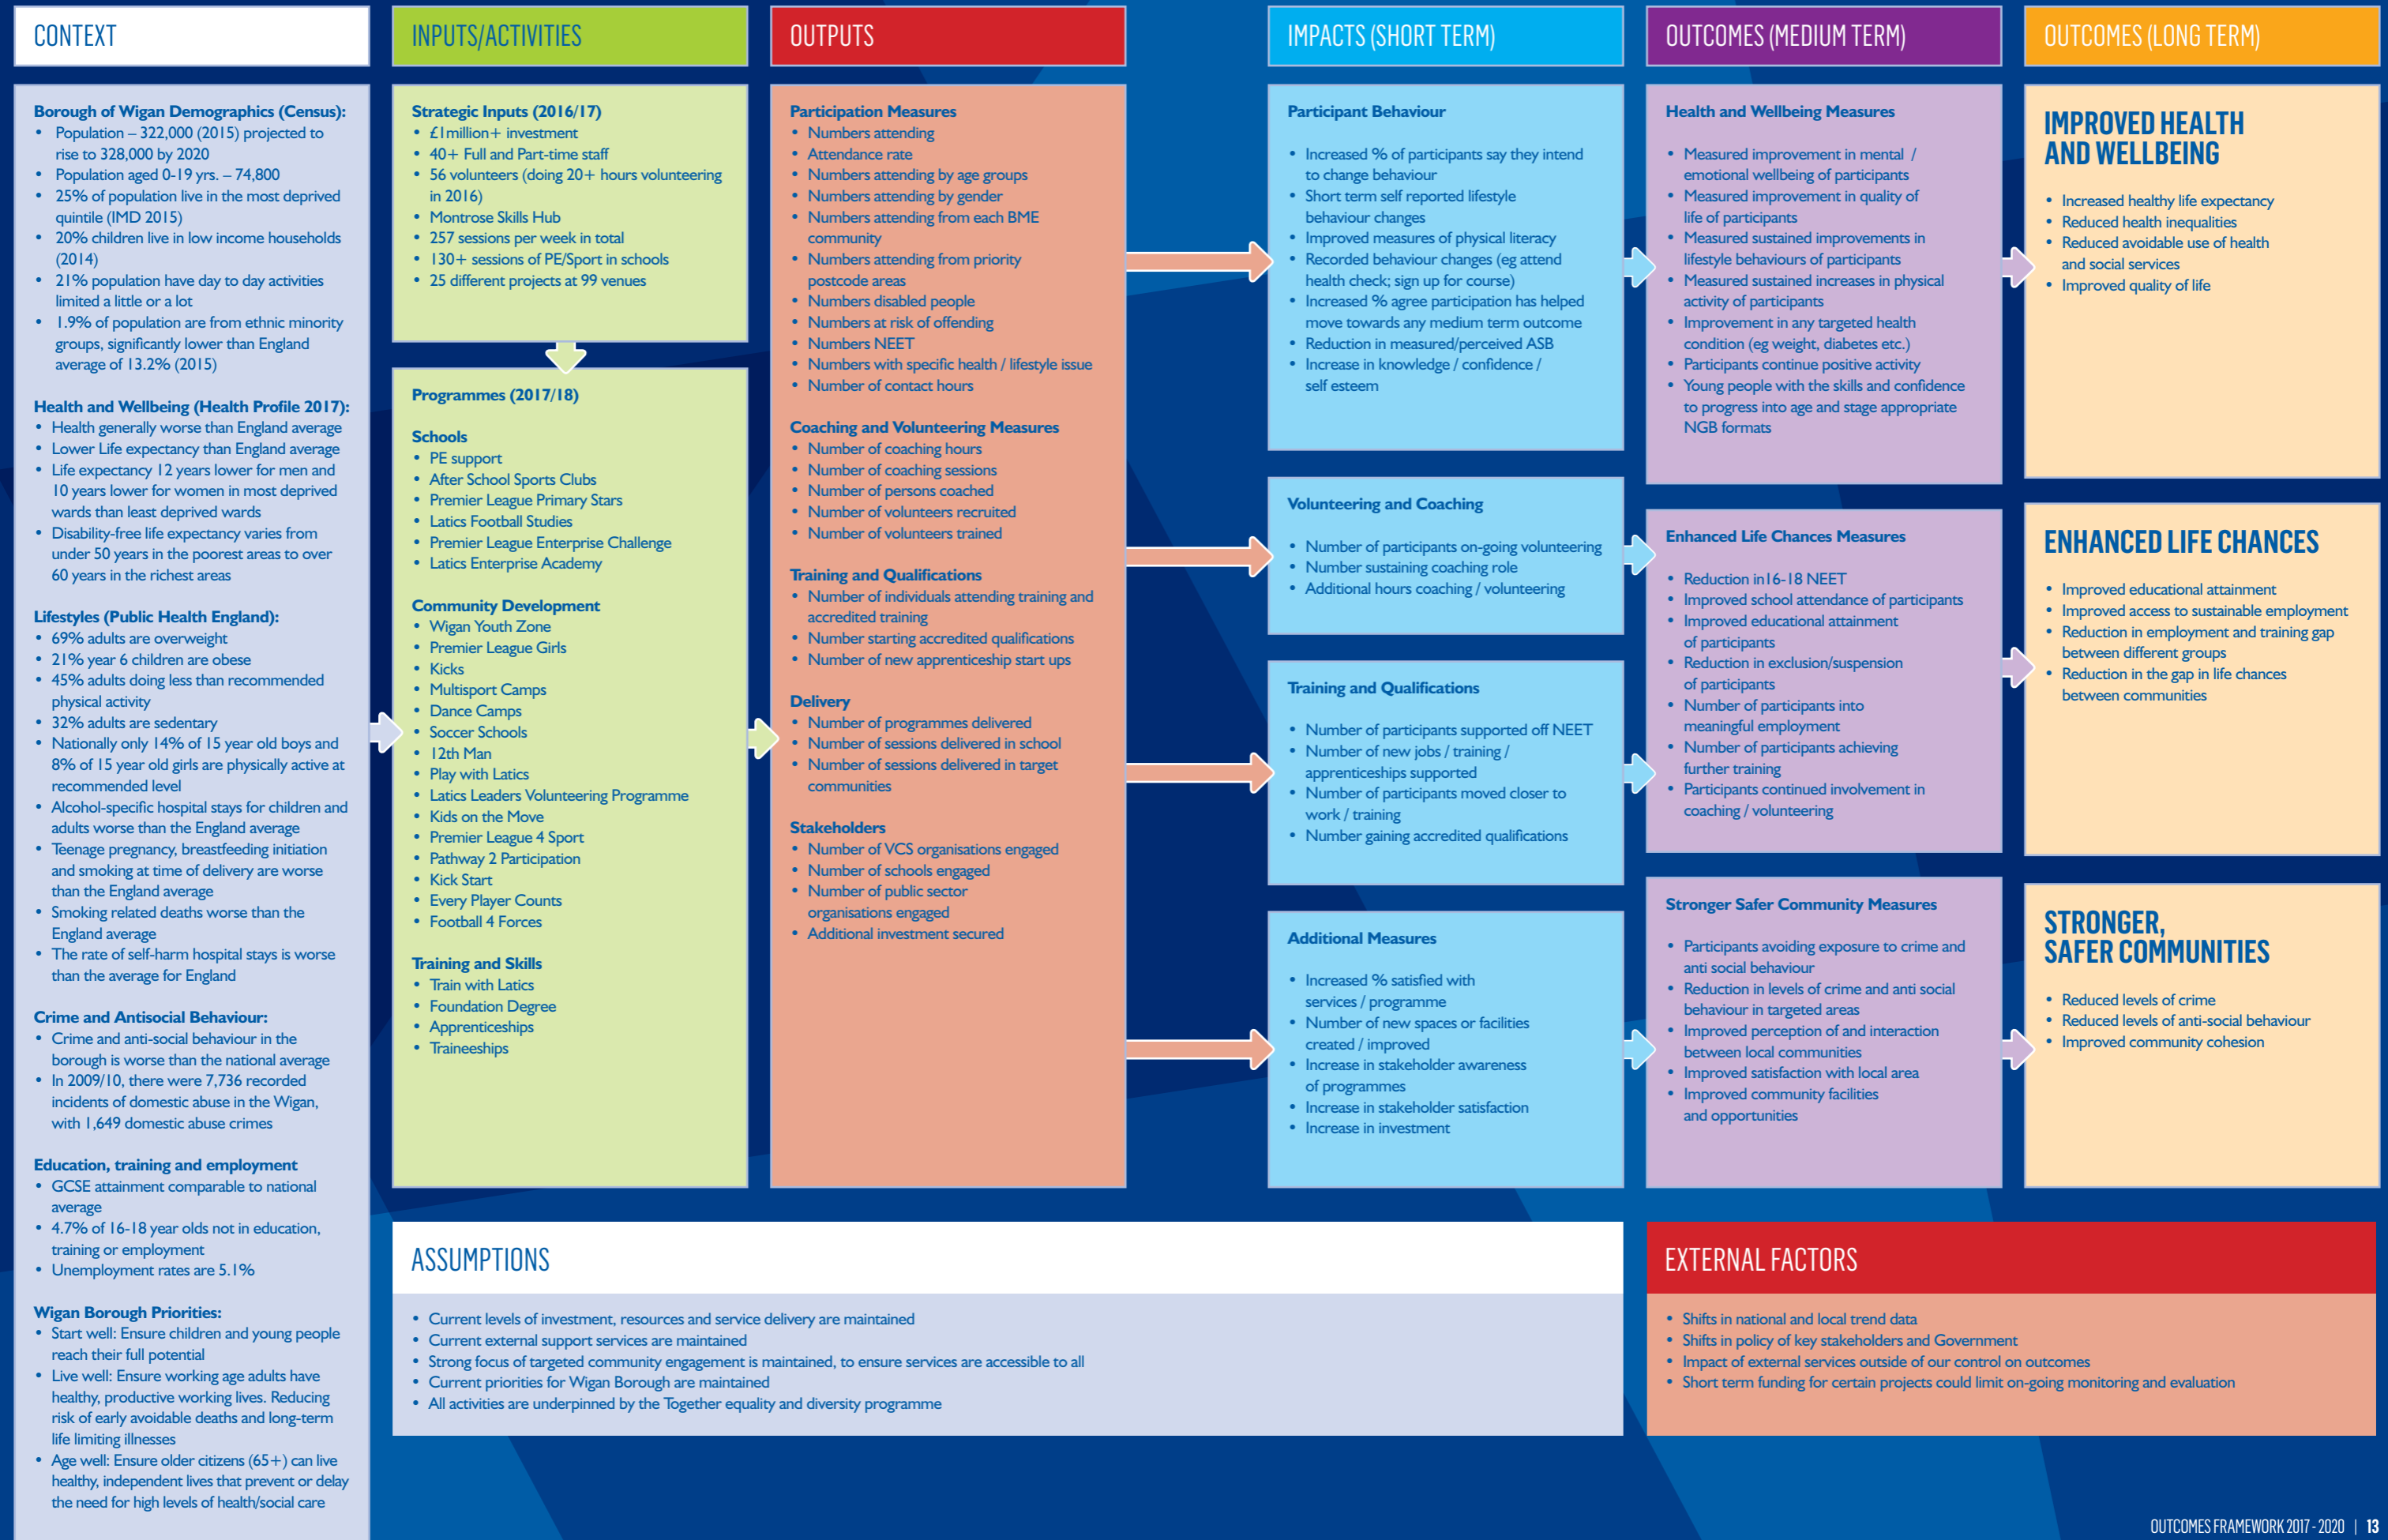 CONTEXT
Borough of Wigan Demographics (Census):
• Population – 322,000 (2015) projected to
rise to 328,000 by 2020
• Population aged 0-19 yrs. – 74,800
• 25% of population live in the most deprived
quintile (IMD 2015)
• 20% children live in low income households
(2014)
• 21% population have day to day activities
limited a little or a lot
• 1.9% of population are from ethnic minority
groups, significantly lower than England
average of 13.2% (2015)
Health and Wellbeing (Health Profile 2017):
• Health generally worse than England average
• Lower Life expectancy than England average
• Life expectancy 12 years lower for men and
10 years lower for women in most deprived
wards than least deprived wards
• Disability-free life expectancy varies from
under 50 years in the poorest areas to over
60 years in the richest areas
Lifestyles (Public Health England):
• 69% adults are overweight
• 21% year 6 children are obese
• 45% adults doing less than recommended
physical activity
• 32% adults are sedentary
• Nationally only 14% of 15 year old boys and
8% of 15 year old girls are physically active at
recommended level
• Alcohol-specific hospital stays for children and
adults worse than the England average
• Teenage pregnancy, breastfeeding initiation
and smoking at time of delivery are worse
than the England average
• Smoking related deaths worse than the
England average
• The rate of self-harm hospital stays is worse
than the average for England
Crime and Antisocial Behaviour:
• Crime and anti-social behaviour in the
borough is worse than the national average
• In 2009/10, there were 7,736 recorded
incidents of domestic abuse in the Wigan,
with 1,649 domestic abuse crimes
Education, training and employment
• GCSE attainment comparable to national
average
• 4.7% of 16-18 year olds not in education,
training or employment
• Unemployment rates are 5.1%
Wigan Borough Priorities:
• Start well: Ensure children and young people
reach their full potential
• Live well: Ensure working age adults have
healthy, productive working lives. Reducing
risk of early avoidable deaths and long-term
life limiting illnesses
• Age well: Ensure older citizens (65+) can live
healthy, independent lives that prevent or delay
the need for high levels of health/social care
INPUTS/ACTIVITIES
Strategic Inputs (2016/17)
• £1million+ investment
• 40+ Full and Part-time staff
• 56 volunteers (doing 20+ hours volunteering
in 2016)
• Montrose Skills Hub
• 257 sessions per week in total
• 130+ sessions of PE/Sport in schools
• 25 different projects at 99 venues
Programmes (2017/18)
Schools
• PE support
• After School Sports Clubs
• Premier League Primary Stars
• Latics Football Studies
• Premier League Enterprise Challenge
• Latics Enterprise Academy
Community Development
• Wigan Youth Zone
• Premier League Girls
• Kicks
• Multisport Camps
• Dance Camps
• Soccer Schools
• 12th Man
• Play with Latics
• Latics Leaders Volunteering Programme
• Kids on the Move
• Premier League 4 Sport
• Pathway 2 Participation
• Kick Start
• Every Player Counts
• Football 4 Forces
Training and Skills
• Train with Latics
• Foundation Degree
• Apprenticeships
• Traineeships
OUTPUTS
Participation Measures
• Numbers attending
• Attendance rate
• Numbers attending by age groups
• Numbers attending by gender
• Numbers attending from each BME
community
• Numbers attending from priority
postcode areas
• Numbers disabled people
• Numbers at risk of offending
• Numbers NEET
• Numbers with specific health / lifestyle issue
• Number of contact hours
Coaching and Volunteering Measures
• Number of coaching hours
• Number of coaching sessions
• Number of persons coached
• Number of volunteers recruited
• Number of volunteers trained
Training and Qualifications
• Number of individuals attending training and
accredited training
• Number starting accredited qualifications
• Number of new apprenticeship start ups
Delivery
• Number of programmes delivered
• Number of sessions delivered in school
• Number of sessions delivered in target
communities
Stakeholders
• Number of VCS organisations engaged
• Number of schools engaged
• Number of public sector
organisations engaged
• Additional investment secured
IMPACTS (SHORT TERM)
Participant Behaviour
• Increased % of participants say they intend
to change behaviour
• Short term self reported lifestyle
behaviour changes
• Improved measures of physical literacy
• Recorded behaviour changes (eg attend
health check; sign up for course)
• Increased % agree participation has helped
move towards any medium term outcome
• Reduction in measured/perceived ASB
• Increase in knowledge / confidence /
self esteem
Volunteering and Coaching
• Number of participants on-going volunteering
• Number sustaining coaching role
• Additional hours coaching / volunteering
Training and Qualifications
• Number of participants supported off NEET
• Number of new jobs / training /
apprenticeships supported
• Number of participants moved closer to
work / training
• Number gaining accredited qualifications
Additional Measures
• Increased % satisfied with
services / programme
• Number of new spaces or facilities
created / improved
• Increase in stakeholder awareness
of programmes
• Increase in stakeholder satisfaction
• Increase in investment
OUTCOMES (MEDIUM TERM)
Health and Wellbeing Measures
• Measured improvement in mental /
emotional wellbeing of participants
• Measured improvement in quality of
life of participants
• Measured sustained improvements in
lifestyle behaviours of participants
• Measured sustained increases in physical
activity of participants
• Improvement in any targeted health
condition (eg weight, diabetes etc.)
• Participants continue positive activity
• Young people with the skills and confidence
to progress into age and stage appropriate
NGB formats
Enhanced Life Chances Measures
• Reduction in16-18 NEET
• Improved school attendance of participants
• Improved educational attainment
of participants
• Reduction in exclusion/suspension
of participants
• Number of participants into
meaningful employment
• Number of participants achieving
further training
• Participants continued involvement in
coaching / volunteering
Stronger Safer Community Measures
• Participants avoiding exposure to crime and
anti social behaviour
• Reduction in levels of crime and anti social
behaviour in targeted areas
• Improved perception of and interaction
between local communities
• Improved satisfaction with local area
• Improved community facilities
and opportunities
OUTCOMES (LONG TERM)
IMPROVED HEALTH
AND WELLBEING
• Increased healthy life expectancy
• Reduced health inequalities
• Reduced avoidable use of health
and social services
• Improved quality of life
ENHANCED LIFE CHANCES
• Improved educational attainment
• Improved access to sustainable employment
• Reduction in employment and training gap
between different groups
• Reduction in the gap in life chances
between communities
STRONGER,
SAFER COMMUNITIES
• Reduced levels of crime
• Reduced levels of anti-social behaviour
• Improved community cohesion
ASSUMPTIONS
• Current levels of investment, resources and service delivery are maintained
• Current external support services are maintained
• Strong focus of targeted community engagement is maintained, to ensure services are accessible to all
• Current priorities for Wigan Borough are maintained
• All activities are underpinned by the Together equality and diversity programme
EXTERNAL FACTORS
• Shifts in national and local trend data
• Shifts in policy of key stakeholders and Government
• Impact of external services outside of our control on outcomes
• Short term funding for certain projects could limit on-going monitoring and evaluation
OUTCOMES FRAMEWORK 2017 - 2020 | 13